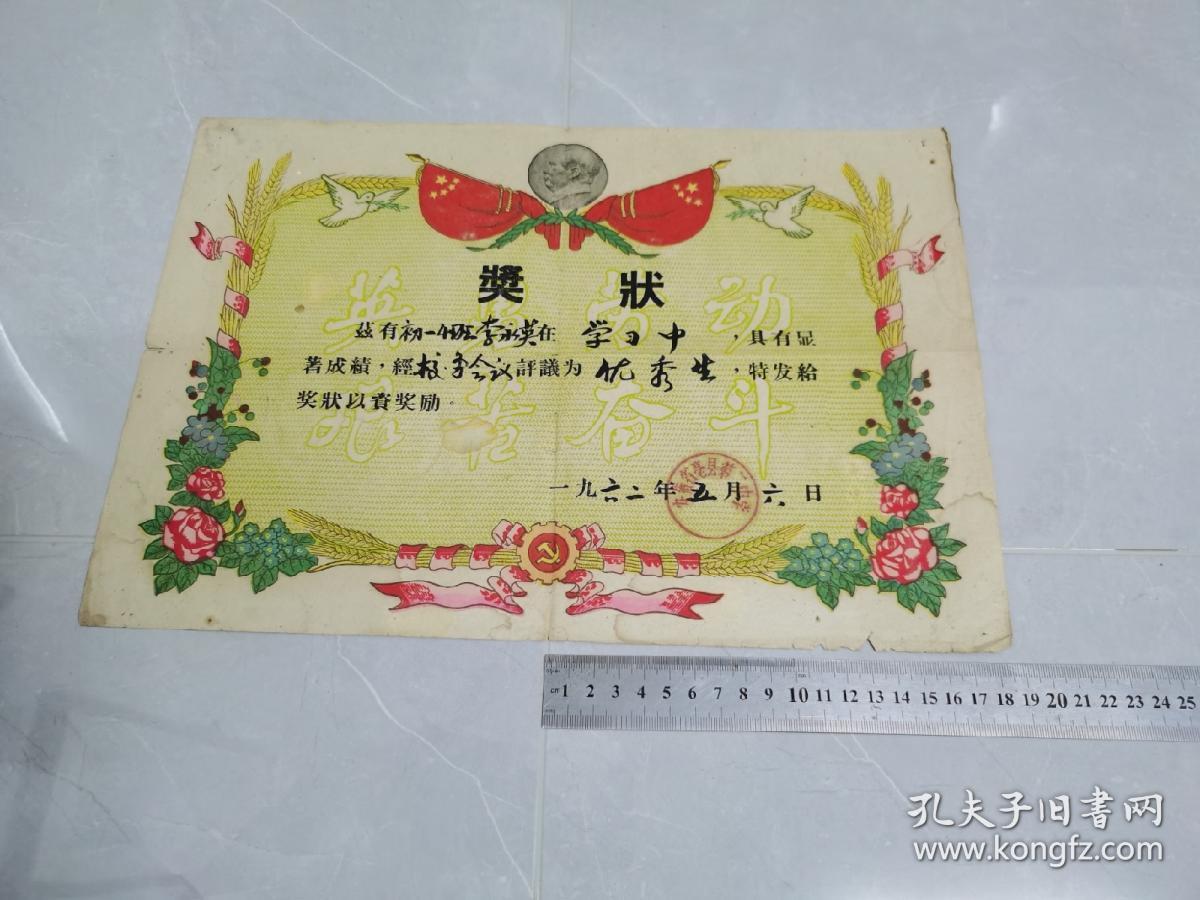 奬狀
茲有初一4班李永英在学习中，具有显
著成績，經校委会议評議为优秀生，特发給
奖狀以資奖励。
一九六二年五月六日
英勇劳动
艰苦奋斗
cm 1 2 3 4 5 6 7 8 9 10 11 12 13 14 15 16 17 18 19 20 21 22 23 24 25
孔夫子旧书网
www.kongfz.com